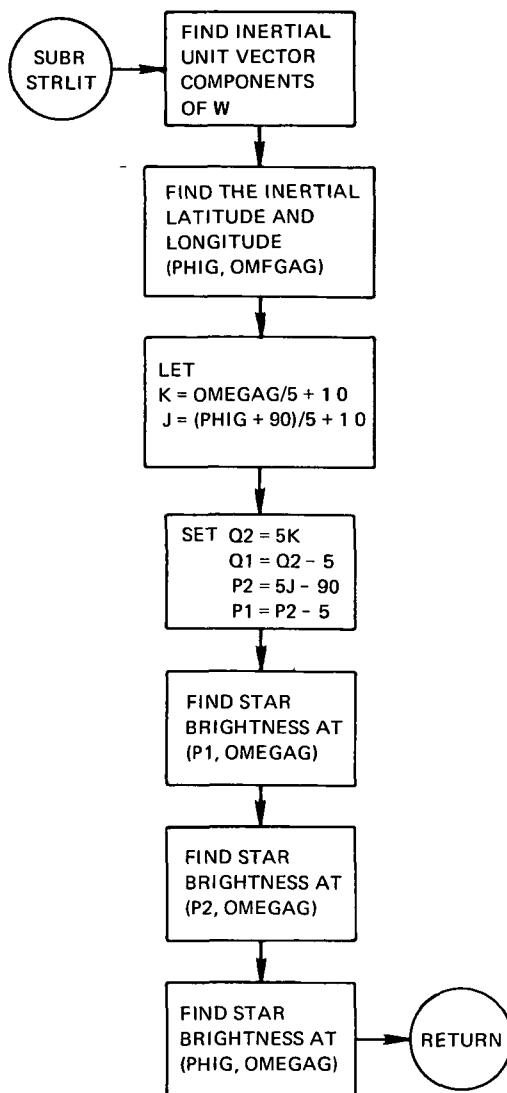 SUBR
STRLIT
FIND INERTIAL
UNIT VECTOR
COMPONENTS
OF W
FIND THE INERTIAL
LATITUDE AND
LONGITUDE
(PHIG, OMFGAG)
LET
K = OMEGAG/5 + 1 0
J = (PHIG + 90)/5 + 1 0
SET Q2 = 5K
Q1 = Q2 – 5
P2 = 5J – 90
P1 = P2 – 5
FIND STAR
BRIGHTNESS AT
(P1, OMEGAG)
FIND STAR
BRIGHTNESS AT
(P2, OMEGAG)
FIND STAR
BRIGHTNESS AT
(PHIG, OMEGAG)
RETURN